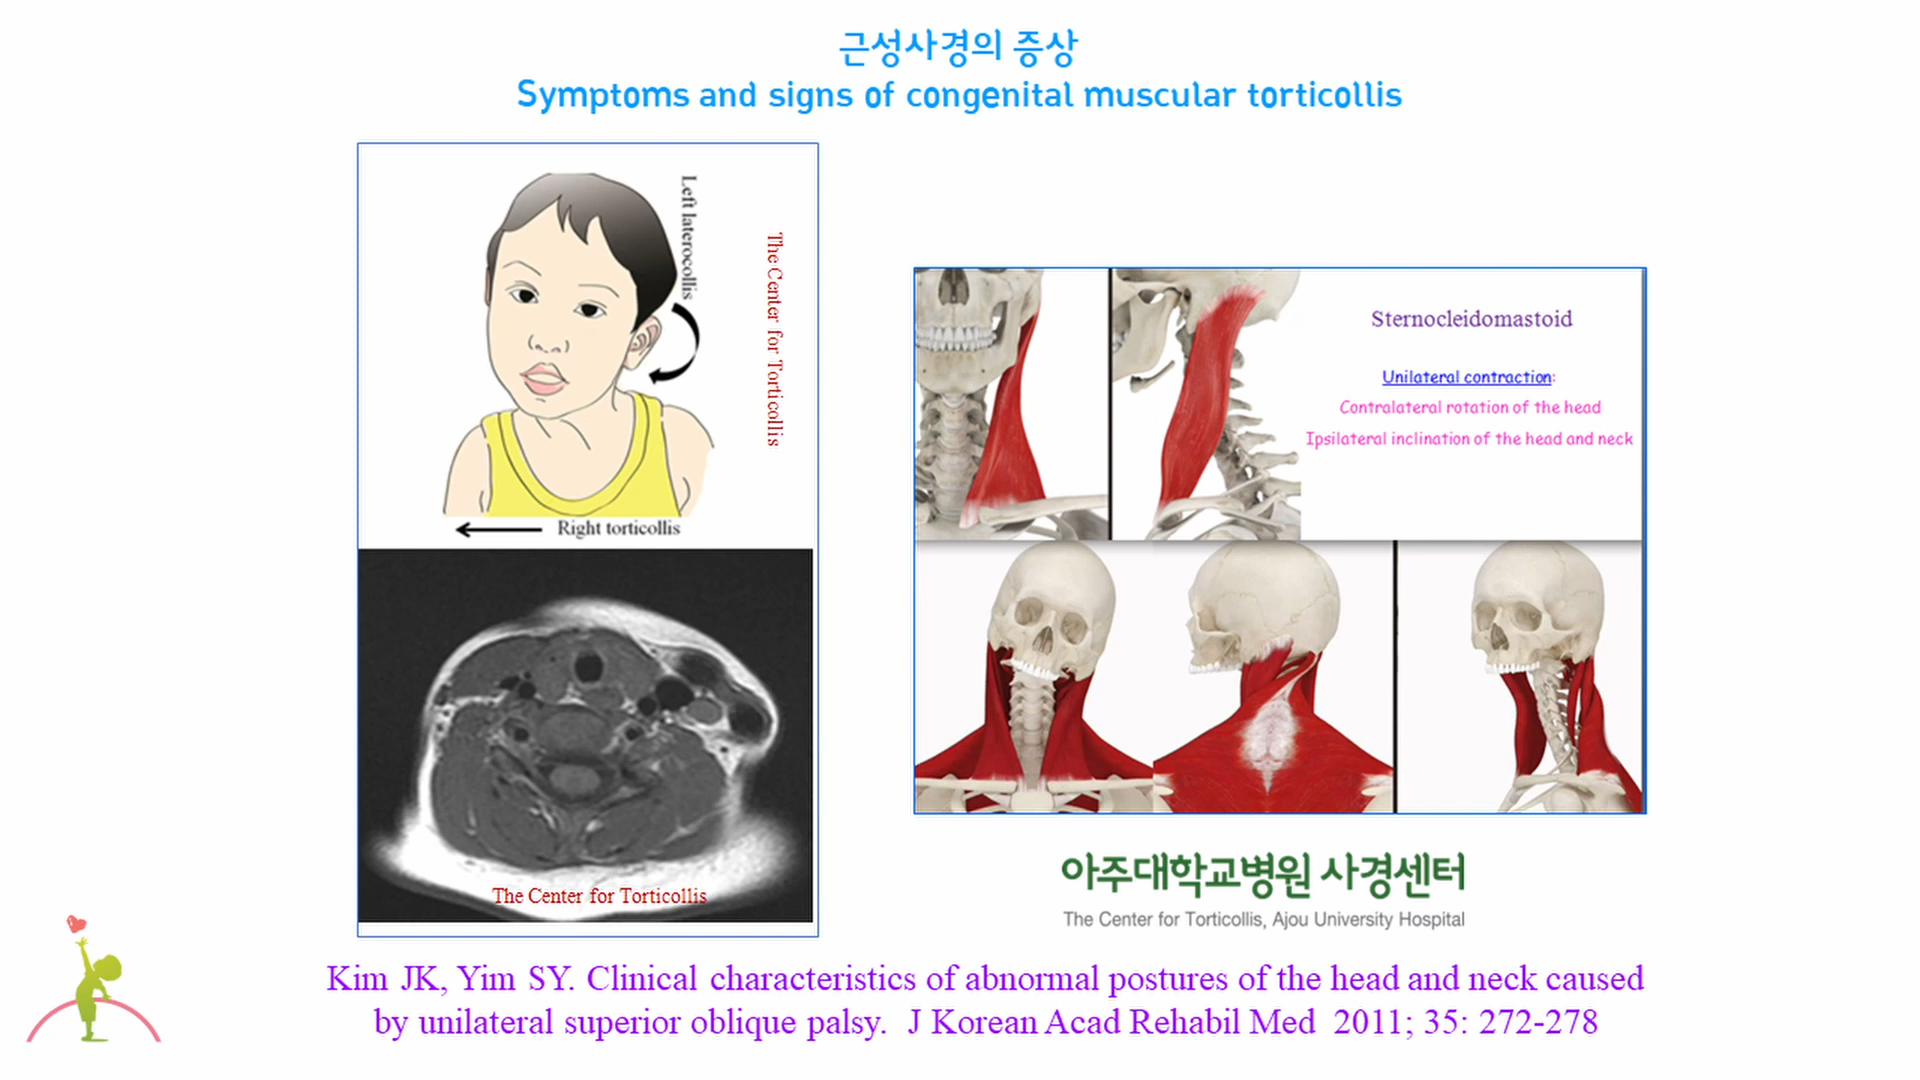 근성사경의 증상
Symptoms and signs of congenital muscular torticollis
Left laterocollis
The Center for Torticollis
Right torticollis
The Center for Torticollis
Sternocleidomastoid
Unilateral contraction:
Contralateral rotation of the head
Ipsilateral inclination of the head and neck
아주대학교병원 사경센터
The Center for Torticollis, Ajou University Hospital
Kim JK, Yim SY. Clinical characteristics of abnormal postures of the head and neck caused
by unilateral superior oblique palsy. J Korean Acad Rehabil Med 2011; 35: 272-278